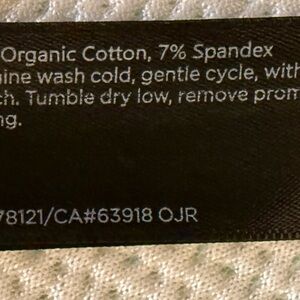 Organic Cotton, 7% Spandex
ine wash cold, gentle cycle, with
ch. Tumble dry low, remove prom
ng.
78121/CA#63918 OJR